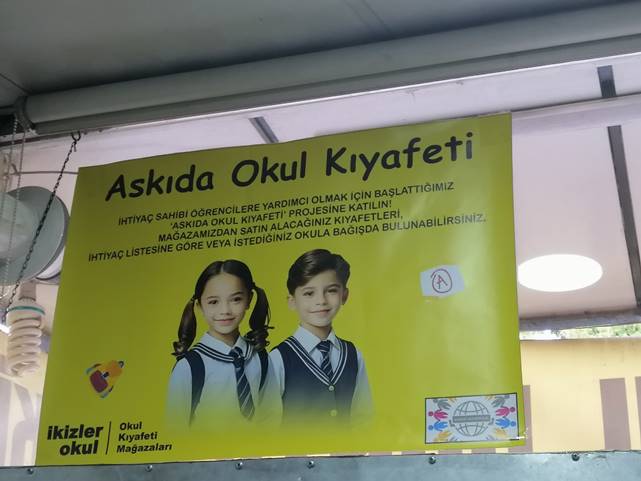 Askıda Okul Kıyafeti
İHTİYAÇ SAHİBİ ÖĞRENCİLERE YARDIMCI OLMAK İÇİN BAŞLATTIĞIMIZ
'ASKIDA OKUL KIYAFETİ' PROJESİNE KATILIN!
MAĞAZAMIZDAN SATIN ALACAĞINIZ KIYAFETLERİ,
İHTİYAÇ LİSTESİNE GÖRE VEYA İSTEDİĞİNİZ OKULA BAĞIŞDA BULUNABİLİRSİNİZ.
A
ikizler
okul
Okul
Kıyafeti
Mağazaları